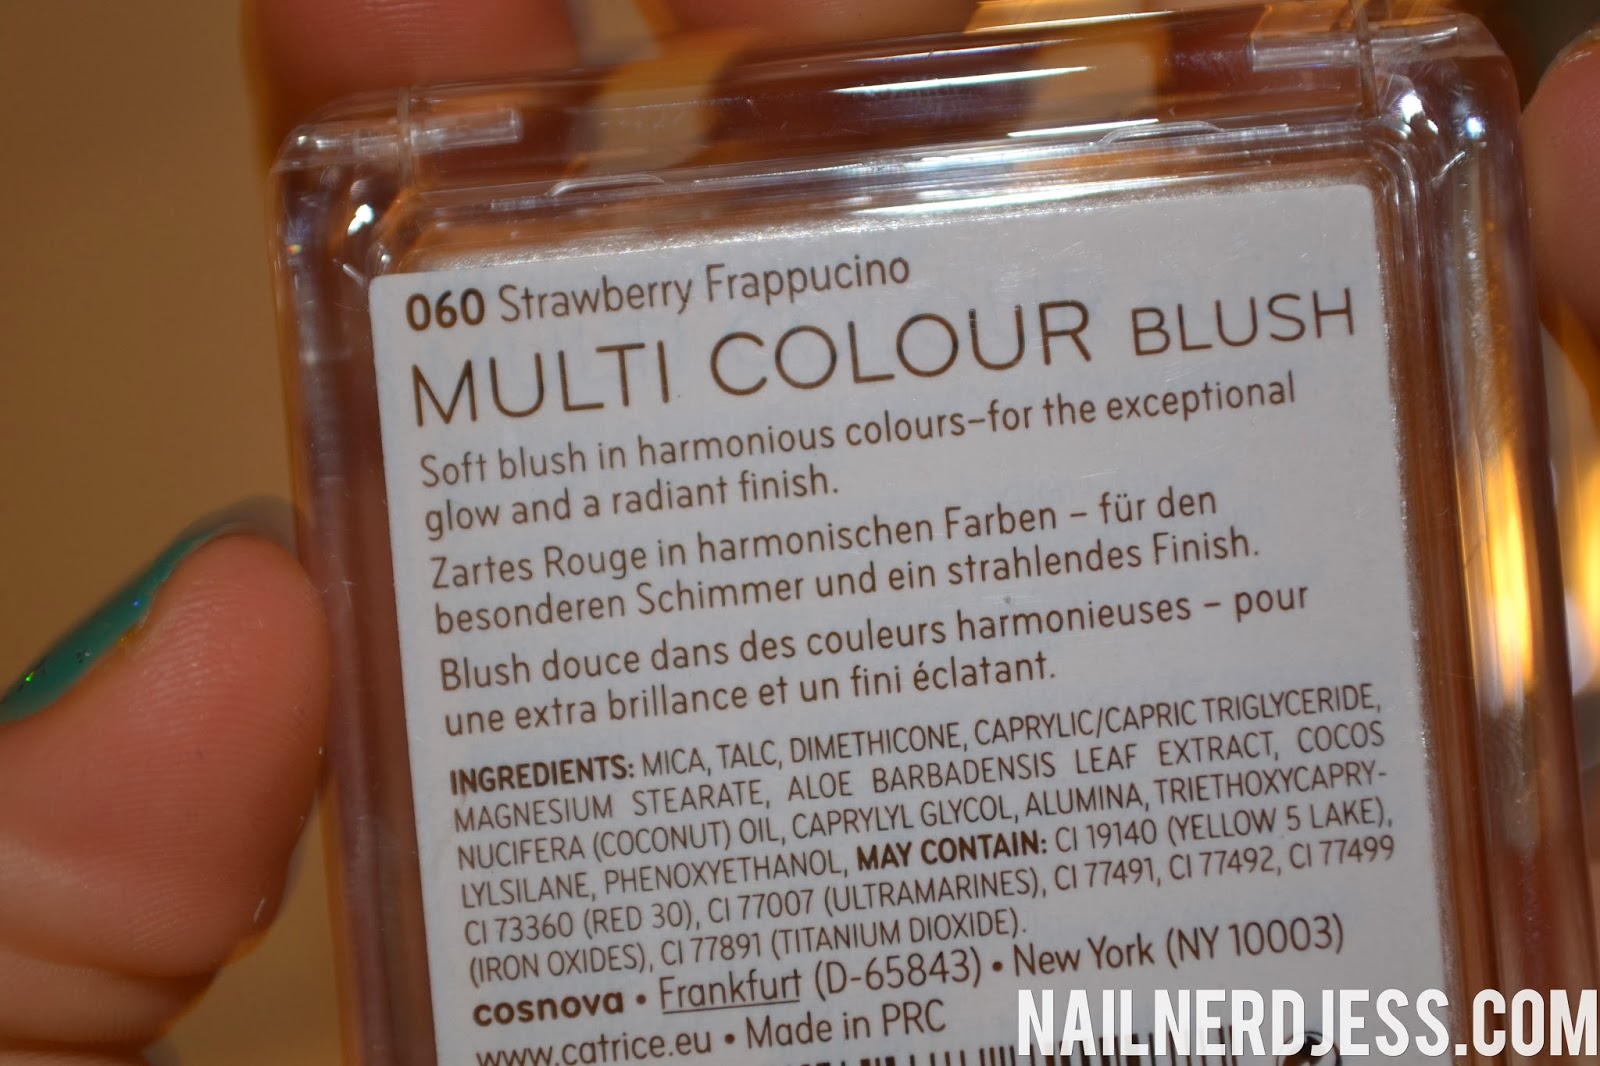 060 Strawberry Frappucino
MULTI COLOUR BLUSH
Soft blush in harmonious colours–for the exceptional
glow and a radiant finish.
Zartes Rouge in harmonischen Farben – für den
besonderen Schimmer und ein strahlendes Finish.
Blush douce dans des couleurs harmonieuses – pour
une extra brillance et un fini éclatant.
INGREDIENTS: MICA, TALC, DIMETHICONE, CAPRYLIC/CAPRIC TRIGLYCERIDE,
MAGNESIUM STEARATE, ALOE BARBADENSIS LEAF EXTRACT, COCOS
NUCIFERA (COCONUT) OIL, CAPRYLYL GLYCOL, ALUMINA, TRIETHOXYCAPRY-
LYLSILANE, PHENOXYETHANOL, MAY CONTAIN: CI 19140 (YELLOW 5 LAKE),
CI 73360 (RED 30), CI 77007 (ULTRAMARINES), CI 77491, CI 77492, CI 77499
(IRON OXIDES), CI 77891 (TITANIUM DIOXIDE).
cosnova • Frankfurt (D-65843) • New York (NY 10003)
www.catrice.eu • Made in PRC
NAILNERDJESS.COM